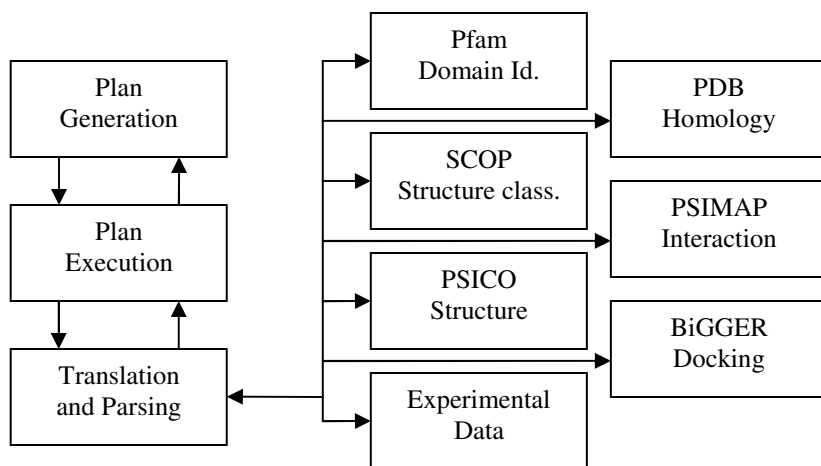 Plan
Generation
Plan
Execution
Translation
and Parsing
Pfam
Domain Id.
SCOP
Structure class.
PSICO
Structure
Experimental
Data
PDB
Homology
PSIMAP
Interaction
BiGGER
Docking